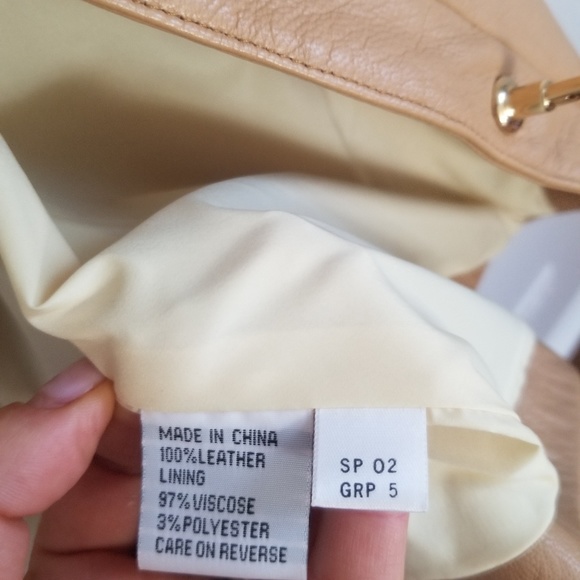 MADE IN CHINA
100%LEATHER
LINING
97%VISCOSE
3%POLYESTER
CARE ON REVERSE
SP 02
GRP 5